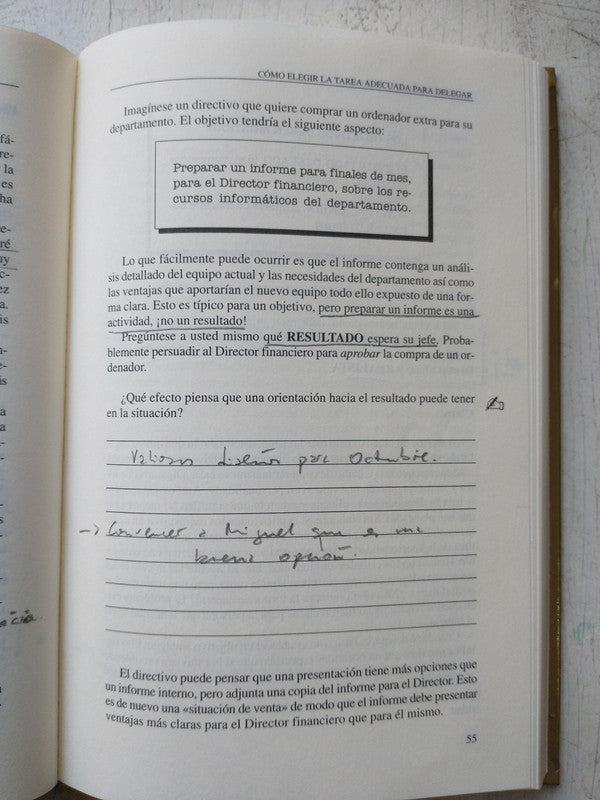 CÓMO ELEGIR LA TAREA ADECUADA PARA DELEGAR
Imagínese un directivo que quiere comprar un ordenador extra para su
departamento. El objetivo tendría el siguiente aspecto:
Preparar un informe para finales de mes,
para el Director financiero, sobre los re-
cursos informáticos del departamento.
Lo que fácilmente puede ocurrir es que el informe contenga un análi-
sis detallado del equipo actual y las necesidades del departamento así como
las ventajas que aportarían el nuevo equipo todo ello expuesto de una for-
ma clara. Esto es típico para un objetivo, pero preparar un informe es una
actividad, ¡no un resultado!
Pregúntese a usted mismo qué RESULTADO espera su jefe. Proba-
blemente persuadir al Director financiero para aprobar la compra de un or-
denador.
¿Qué efecto piensa que una orientación hacia el resultado puede tener
en la situación?
diseños para Octubre.
→ Convencer a Miguel que es una
buena opción.
El directivo puede pensar que una presentación tiene más opciones que
un informe interno, pero adjunta una copia del informe para el Director. Esto
es de nuevo una «situación de venta» de modo que el informe debe presentar
ventajas más claras para el Director financiero que para él mismo.
55